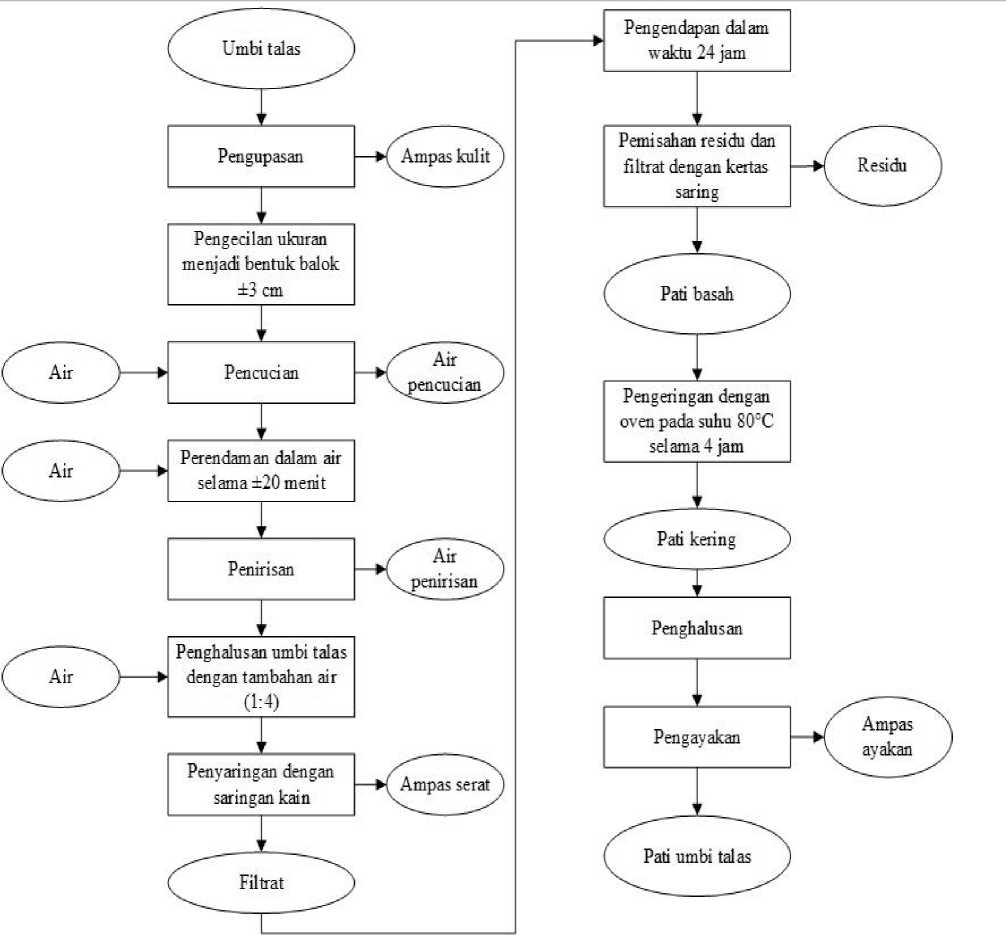 Umbi talas
Pengupasan
Ampas kulit
Pengecilan ukuran
menjadi bentuk balok
±3 cm
Air
Pencucian
Air
pencucian
Air
Perendaman dalam air
selama ±20 menit
Penirisan
Air
penirisan
Air
Penghalusan umbi talas
dengan tambahan air
(1:4)
Penyaringan dengan
saringan kain
Ampas serat
Filtrat
Pengendapan dalam
waktu 24 jam
Pemisahan residu dan
filtrat dengan kertas
saring
Residu
Pati basah
Pengeringan dengan
oven pada suhu 80°C
selama 4 jam
Pati kering
Penghalusan
Pengayakan
Ampas
ayakan
Pati umbi talas